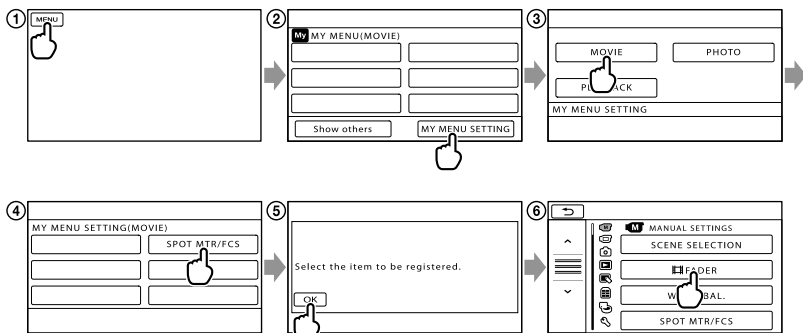 1
MENU
2
My MY MENU(MOVIE)
Show others
MY MENU SETTING
3
MOVIE
PHOTO
MY MENU SETTING
4
MY MENU SETTING(MOVIE)
SPOT MTR/FCS
5
Select the item to be registered.
OK
6
M MANUAL SETTINGS
SCENE SELECTION
FADER
BAL.
SPOT MTR/FCS